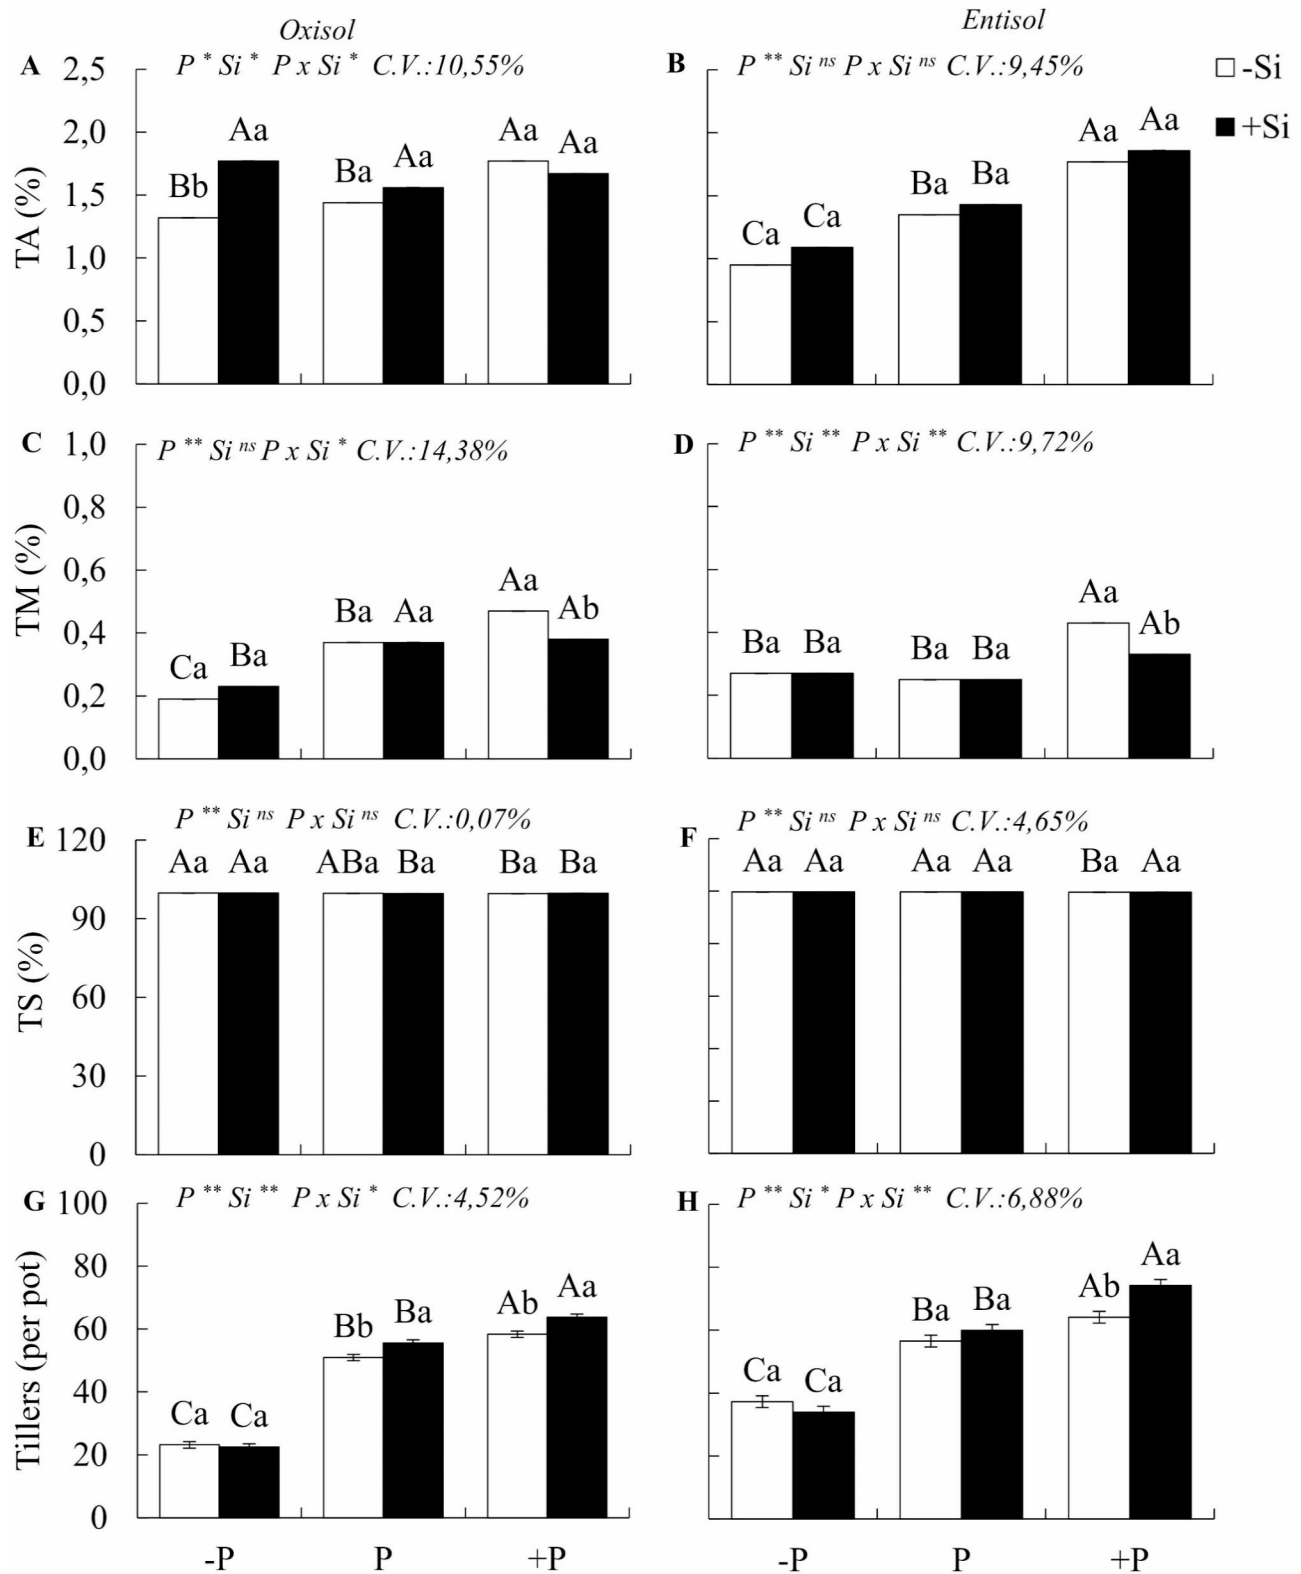 Oxisol
Entisol
A
P * Si * P x Si * C.V.:10,55%
B
P ** Si ns P x Si ns C.V.:9,45%
-Si
+Si
TA (%)
2,5
2,0
1,5
1,0
0,5
0,0
Bb Aa Ba Aa Aa Aa
Ca Ca Ba Ba Aa Aa
C
P ** Si ns P x Si * C.V.:14,38%
D
P ** Si ** P x Si ** C.V.:9,72%
TM (%)
1,0
0,8
0,6
0,4
0,2
0,0
Ca Ba Ba Aa Aa Ab
Ba Ba Ba Ba Aa Ab
E
P ** Si ns P x Si ns C.V.:0,07%
F
P ** Si ns P x Si ns C.V.:4,65%
TS (%)
120
90
60
30
0
Aa Aa ABa Ba Ba Ba
Aa Aa Aa Aa Ba Aa
G
P ** Si ** P x Si * C.V.:4,52%
H
P ** Si * P x Si ** C.V.:6,88%
Tillers (per pot)
100
80
60
40
20
0
Ca Ca Bb Ba Ab Aa
Ca Ca Ba Ba Ab Aa
-P P +P
-P P +P